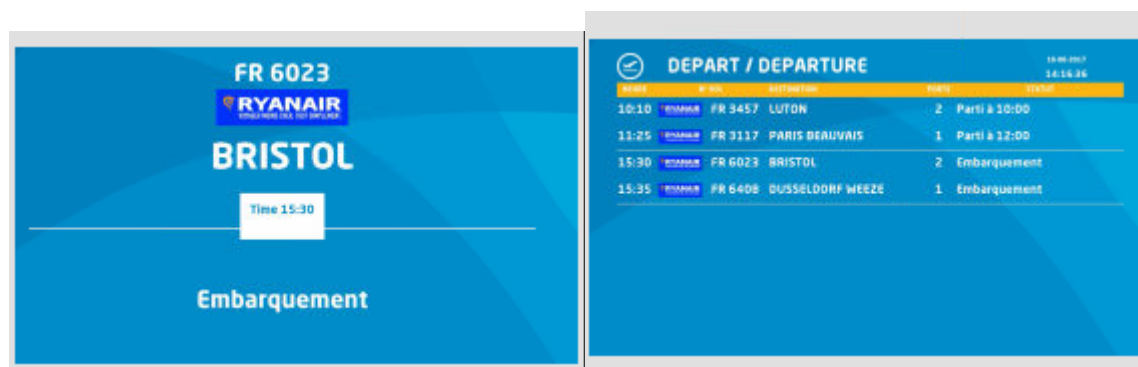 FR 6023
RYANAIR
BRISTOL
Time 15:30
Embarquement
DEPART / DEPARTURE
14:16:36
10:10 RYANAIR FR 3457 LUTON 2 Parti à 10:00
11:25 RYANAIR FR 3117 PARIS BEAUVAIS 1 Parti à 12:00
15:30 RYANAIR FR 6023 BRISTOL 2 Embarquement
15:35 RYANAIR FR 6408 DUSSELDORF WEEZE 1 Embarquement